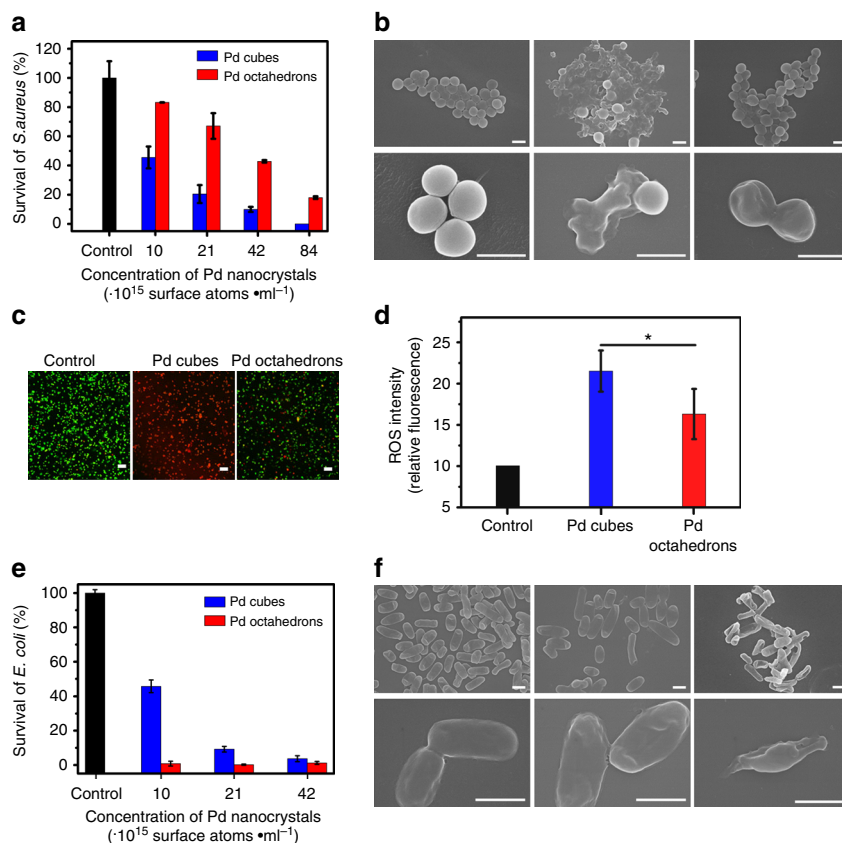 a
120
100
80
60
40
20
0
Survival of S.aureus (%)
Pd cubes
Pd octahedrons
Control 10 21 42 84
Concentration of Pd nanocrystals
(·10¹⁵ surface atoms •ml⁻¹)
b
c
Control Pd cubes Pd octahedrons
d
25
20
15
10
5
ROS intensity
(relative fluorescence)
*
Control Pd cubes Pd
octahedrons
e
100
80
60
40
20
0
Survival of E. coli (%)
Pd cubes
Pd octahedrons
Control 10 21 42
Concentration of Pd nanocrystals
(·10¹⁵ surface atoms •ml⁻¹)
f